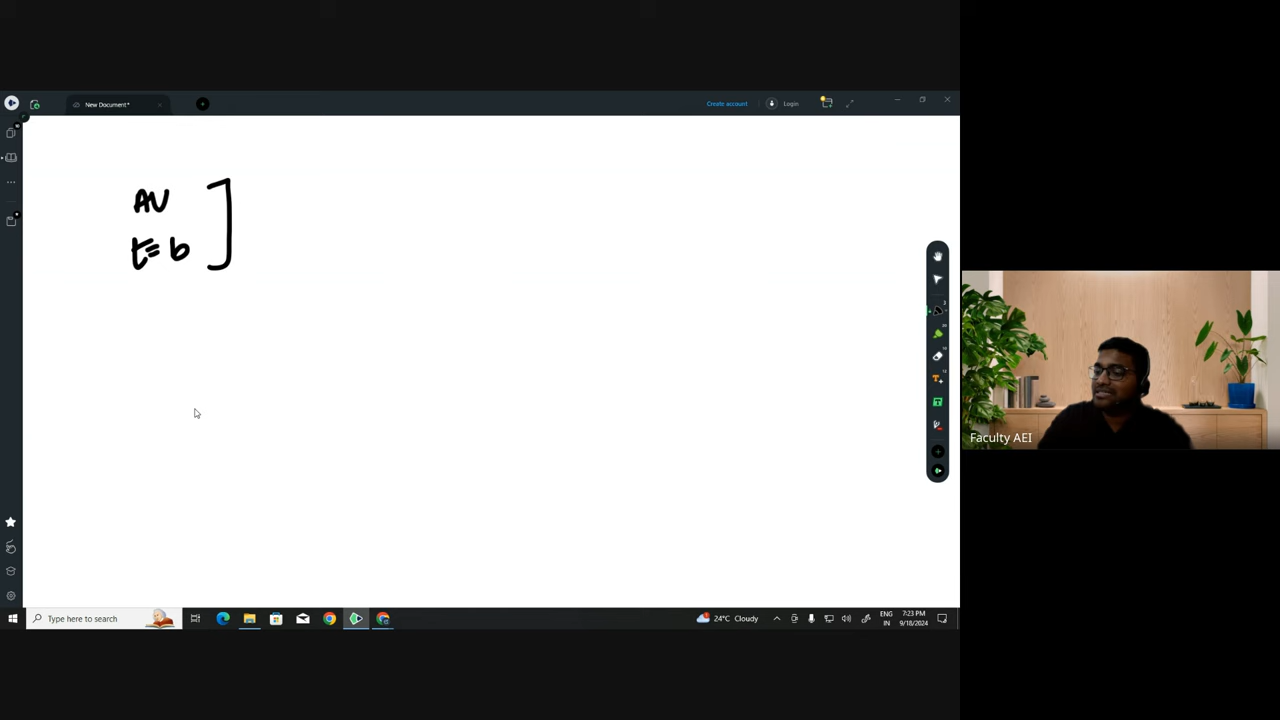 New Document*
Create account
Login
AV
t= b
Faculty AEI
Type here to search
24°C Cloudy
ENG
IN
7:23 PM
9/18/2024